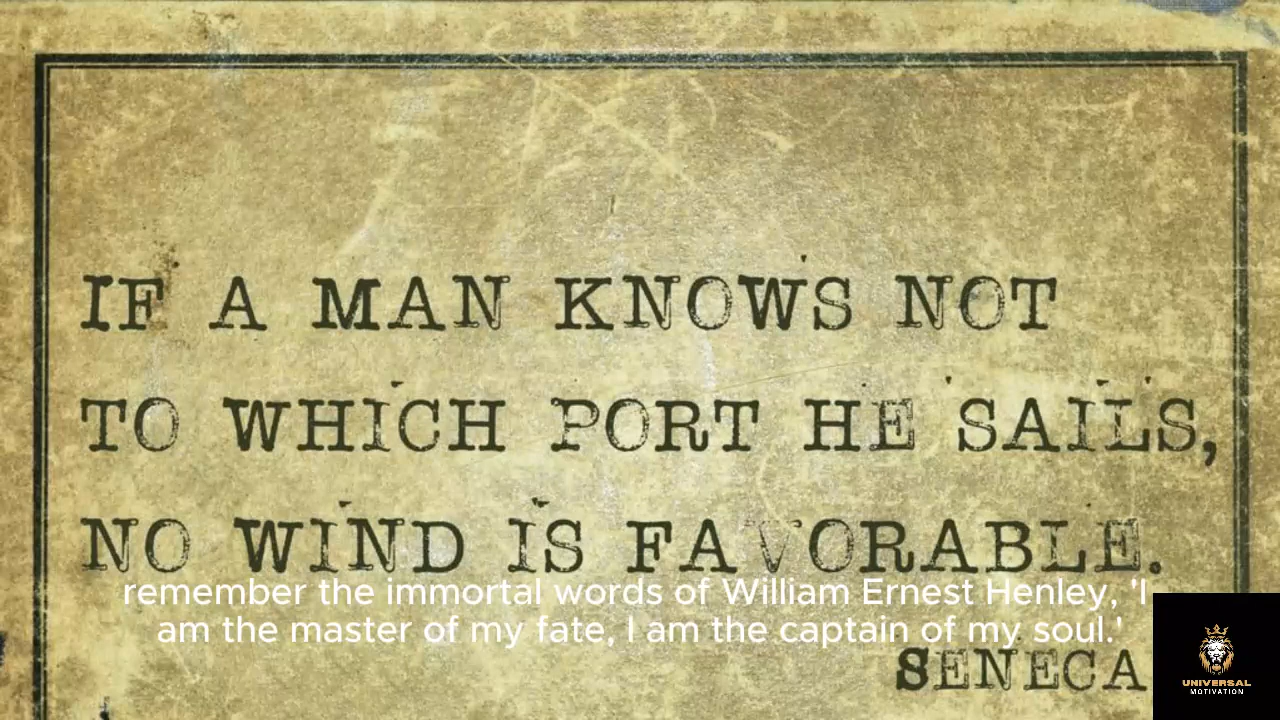 IF A MAN KNOWS NOT
TO WHICH PORT HE SAILS,
NO WIND IS FAVORABLE.
remember the immortal words of William Ernest Henley, 'I
am the master of my fate, I am the captain of my soul.'
SENECA
UNIVERSAL
MOTIVATION